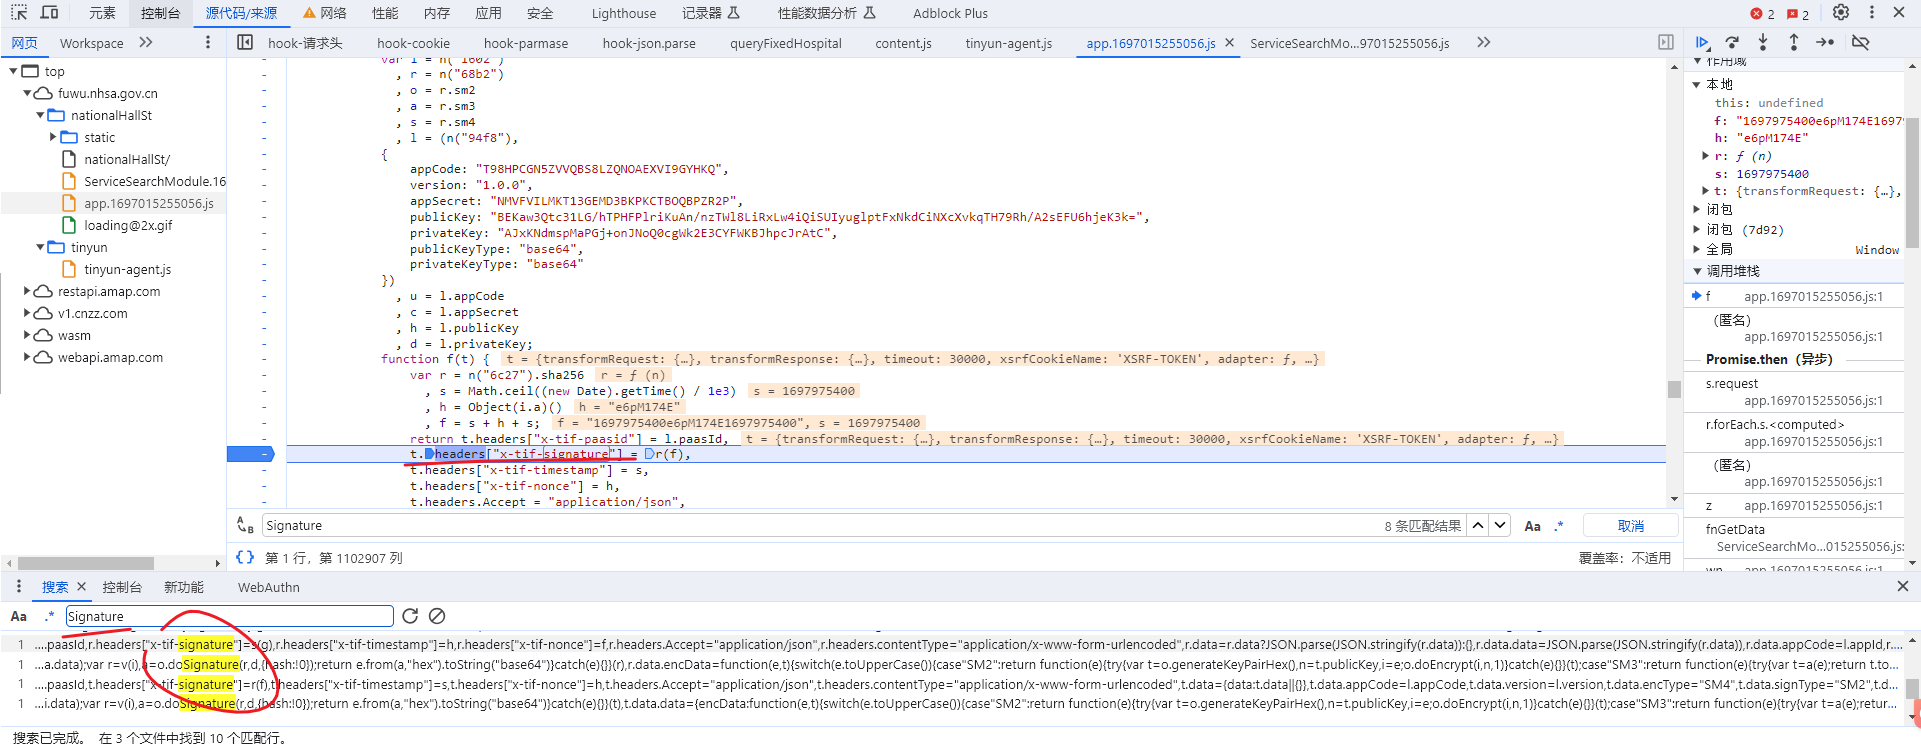 元素 控制台 源代码/来源 网络 性能 内存 应用 安全 Lighthouse 记录器 性能数据分析 Adblock Plus 2 2
网页 Workspace hook-请求头 hook-cookie hook-parmase hook-json.parse queryFixedHospital content.js tinyun-agent.js app.1697015255056.js ServiceSearchMo...97015255056.js
top
fuwu.nhsa.gov.cn
nationalHallSt
static
nationalHallSt/
ServiceSearchModule.16
app.1697015255056.js
loading@2x.gif
tinyun
tinyun-agent.js
restapi.amap.com
v1.cnzz.com
wasm
webapi.amap.com
var i = n("1602")
, r = n("68b2")
, o = r.sm2
, a = r.sm3
, s = r.sm4
, l = (n("94f8"),
{
appCode: "T98HPCGN5ZVVQBS8LZQNOAEXVI9GYHKQ",
version: "1.0.0",
appSecret: "NMVFVILMKT13GEMD3BKPKCTBOQBPZR2P",
publicKey: "BEKaw3Qtc31LG/hTPHFPlriKuAn/nzTWl8LiRxLw4iQiSUIyuglptFxNkdCiNXcXvkqTH79Rh/A2sEFU6hjeK3k=",
privateKey: "AJxKNdmspMaPGj+onJNoQ0cgWk2E3CYFWKBJhpcJrAtC",
publicKeyType: "base64",
privateKeyType: "base64"
})
, u = l.appCode
, c = l.appSecret
, h = l.publicKey
, d = l.privateKey;
function f(t) { t = {transformRequest: {…}, transformResponse: {…}, timeout: 30000, xsrfCookieName: 'XSRF-TOKEN', adapter: ƒ, …}
var r = n("6c27").sha256 r = ƒ (n)
, s = Math.ceil((new Date).getTime() / 1e3) s = 1697975400
, h = Object(i.a)() h = "e6pM174E"
, f = s + h + s; f = "1697975400e6pM174E1697975400", s = 1697975400
return t.headers["x-tif-paasid"] = l.paasId, t = {transformRequest: {…}, transformResponse: {…}, timeout: 30000, xsrfCookieName: 'XSRF-TOKEN', adapter: ƒ, …}
t.headers["x-tif-signature"] = r(f),
t.headers["x-tif-timestamp"] = s,
t.headers["x-tif-nonce"] = h,
t.headers.Accept = "application/json",
Signature 8 条匹配结果 Aa .* 取消
{} 第 1 行，第 1102907 列 覆盖率：不适用
作用域
本地
this: undefined
f: "1697975400e6pM174E1697
h: "e6pM174E"
r: ƒ (n)
s: 1697975400
t: {transformRequest: {…},
闭包
闭包 (7d92)
全局 Window
调用堆栈
f app.1697015255056.js:1
(匿名)
app.1697015255056.js:1
Promise.then（异步）
s.request
app.1697015255056.js:1
r.forEach.s.<computed>
app.1697015255056.js:1
(匿名)
app.1697015255056.js:1
z app.1697015255056.js:1
fnGetData
ServiceSearchMo...015255056.js:
搜索 控制台 新功能 WebAuthn
Aa .* Signature
1 ....paasId,r.headers["x-tif-signature"]=s(g),r.headers["x-tif-timestamp"]=h,r.headers["x-tif-nonce"]=f,r.headers.Accept="application/json",r.headers.contentType="application/x-www-form-urlencoded",r.data=r.data?JSON.parse(JSON.stringify(r.data)):{},r.data=JSON.parse(JSON.stringify(r.data)),r.data.appCode=l.appId,r....
1 ...a.data);var r=v(i),a=o.doSignature(r,d,{hash:!0});return e.from(a,"hex").toString("base64")}catch(e){}}(r),r.data.encData=function(e,t){switch(e.toUpperCase()){case"SM2":return function(e){try{var t=o.generateKeyPairHex(),n=t.publicKey,i=e;o.doEncrypt(i,n,1)}catch(e){}}(t);case"SM3":return function(e){try{var t=a(e);return t.to...
1 ....paasId,t.headers["x-tif-signature"]=r(f),t.headers["x-tif-timestamp"]=s,t.headers["x-tif-nonce"]=h,t.headers.Accept="application/json",t.headers.contentType="application/x-www-form-urlencoded",t.data={data:t.data||{}},t.data.appCode=l.appCode,t.data.version=l.version,t.data.encType="SM4",t.data.signType="SM2",t.d...
1 ...i.data);var r=v(i),a=o.doSignature(r,d,{hash:!0});return e.from(a,"hex").toString("base64")}catch(e){}}(t),t.data.data={encData:function(e,t){switch(e.toUpperCase()){case"SM2":return function(e){try{var t=o.generateKeyPairHex(),n=t.publicKey,i=e;o.doEncrypt(i,n,1)}catch(e){}}(t);case"SM3":return function(e){try{var t=a(e);return...
搜索已完成。 在 3 个文件中找到 10 个匹配行。